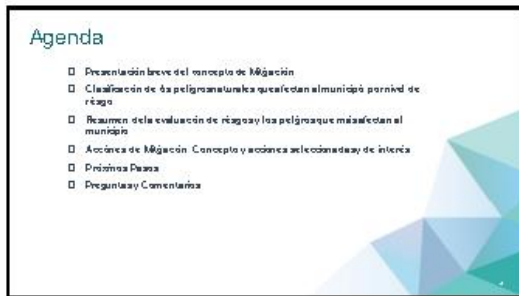 Agenda
Presentación breve del concepto de Mitigación
Clasificación de los peligros naturales que afectan al municipio por nivel de
riesgo
Resumen de la evaluación de riesgos y los peligros que más afectan al
municipio
Acciones de Mitigación: Concepto y acciones seleccionadas y de interés
Próximos Pasos
Preguntas y Comentarios